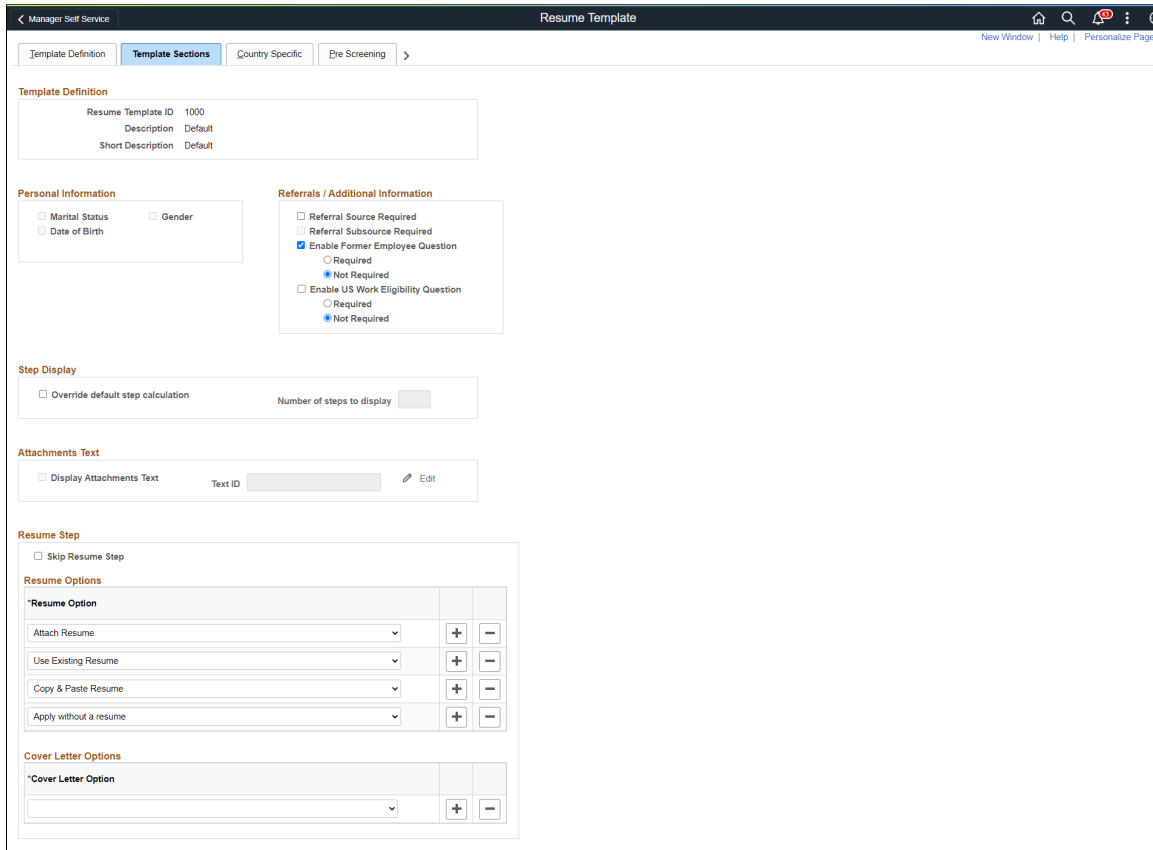 Manager Self Service
Resume Template
43
New Window | Help | Personalize Page
Template Definition
Template Sections
Country Specific
Pre Screening
Template Definition
Resume Template ID 1000
Description Default
Short Description Default
Personal Information
Marital Status
Gender
Date of Birth
Referrals / Additional Information
Referral Source Required
Referral Subsource Required
Enable Former Employee Question
Required
Not Required
Enable US Work Eligibility Question
Required
Not Required
Step Display
Override default step calculation
Number of steps to display
Attachments Text
Display Attachments Text
Text ID
Edit
Resume Step
Skip Resume Step
Resume Options
*Resume Option
Attach Resume
Use Existing Resume
Copy & Paste Resume
Apply without a resume
Cover Letter Options
*Cover Letter Option